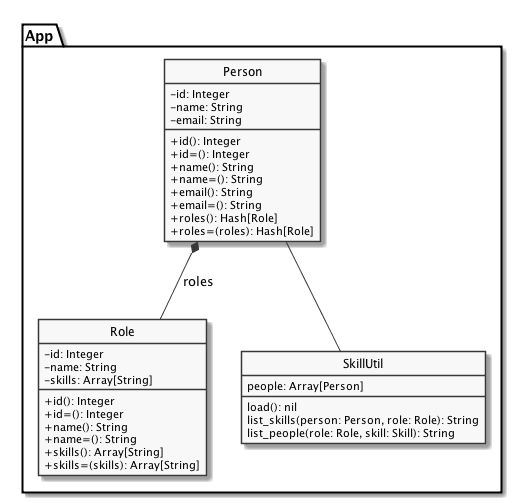 App
Person
-id: Integer
-name: String
-email: String
+id(): Integer
+id=(): Integer
+name(): String
+name=(): String
+email(): String
+email=(): String
+roles(): Hash[Role]
+roles=(roles): Hash[Role]
roles
Role
-id: Integer
-name: String
-skills: Array[String]
+id(): Integer
+id=(): Integer
+name(): String
+name=(): String
+skills(): Array[String]
+skills=(skills): Array[String]
SkillUtil
people: Array[Person]
load(): nil
list_skills(person: Person, role: Role): String
list_people(role: Role, skill: Skill): String